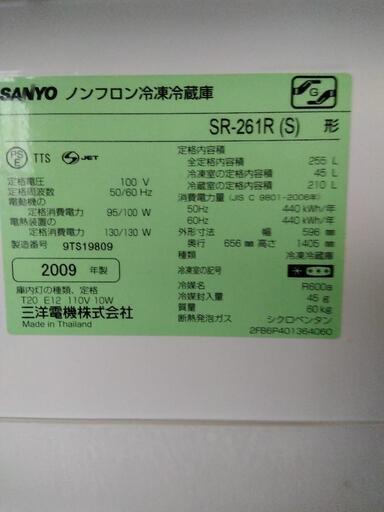 SANYO ノンフロン冷凍冷蔵庫
G
SR-261R (S) 形
PS E TTS S-JET
定格電圧 100 V
定格周波数 50/60 Hz
電動機の
定格消費電力 95/100 W
電熱装置の
定格消費電力 130/130 W
製造番号 9TS19809
2009 年製
庫内灯の種類、定格
T20 E12 110V 10W
三洋電機株式会社
Made in Thailand
定格内容積
全定格内容積 255 L
冷凍室の定格内容積 45 L
冷蔵室の定格内容積 210 L
消費電力量 (JIS C 9801-2006年)
50Hz 440 kWh/年
60Hz 440 kWh/年
外形寸法 幅 596 mm
奥行 656 mm 高さ 1405 mm
種類 冷凍冷蔵庫
冷凍室の記号
冷媒名 R600a
冷媒封入量 45 g
質量 60 kg
断熱発泡ガス シクロペンタン
2FB6P401364060